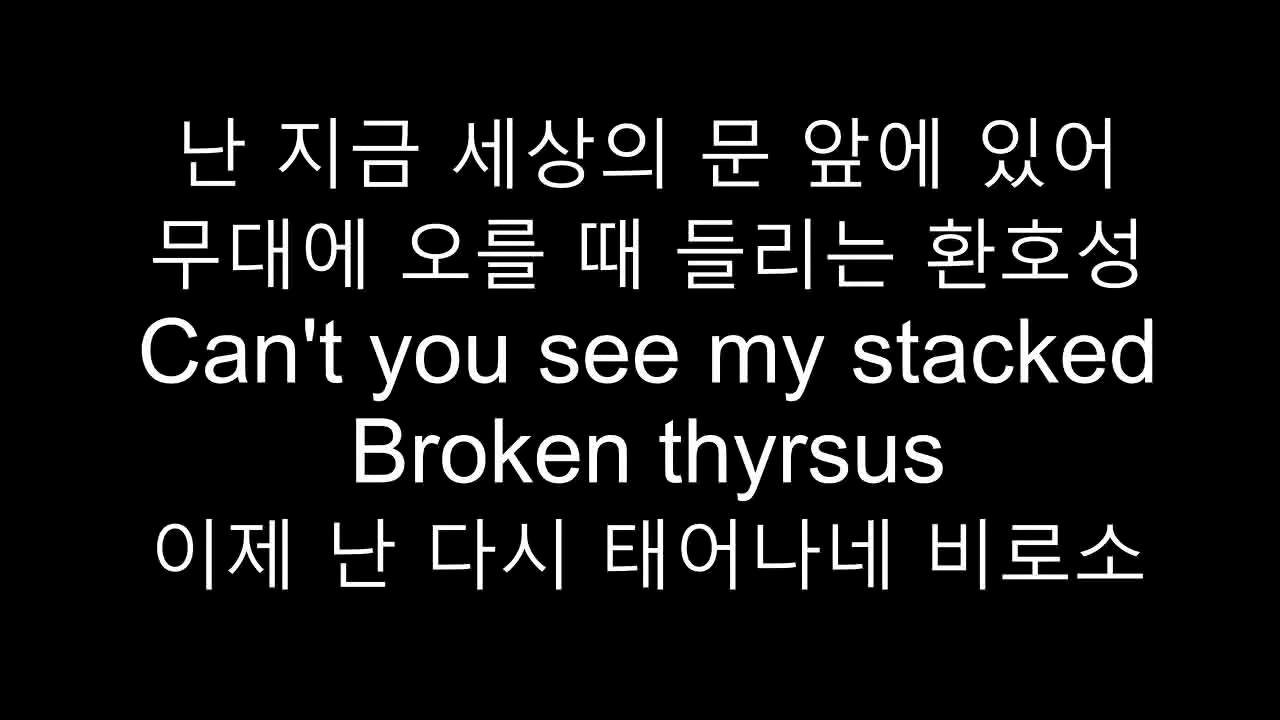 난 지금 세상의 문 앞에 있어
무대에 오를 때 들리는 환호성
Can't you see my stacked
Broken thyrsus
이제 난 다시 태어나네 비로소